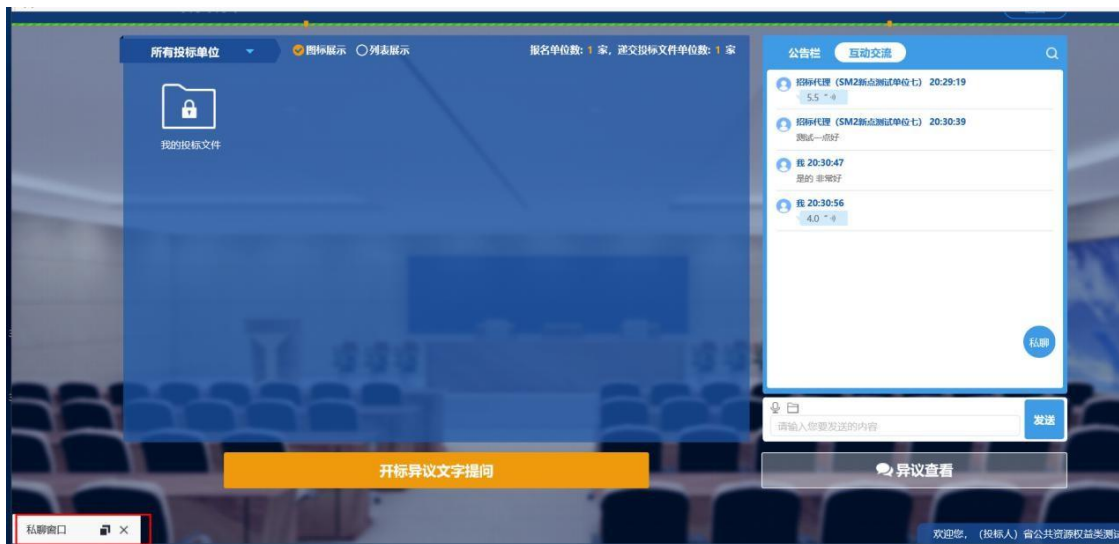 所有投标单位
图标展示 列表展示
报名单位数: 1 家, 递交投标文件单位数: 1 家
我的投标文件
公告栏 互动交流
招标代理 (SM2新点测试单位七) 20:29:19
5.5 "
招标代理 (SM2新点测试单位七) 20:30:39
测试一点好
我 20:30:47
是的 非常好
我 20:30:56
4.0 "
私聊
请输入您要发送的内容
发送
开标异议文字提问
异议查看
私聊窗口
欢迎您, (投标人) 省公共资源权益类测试